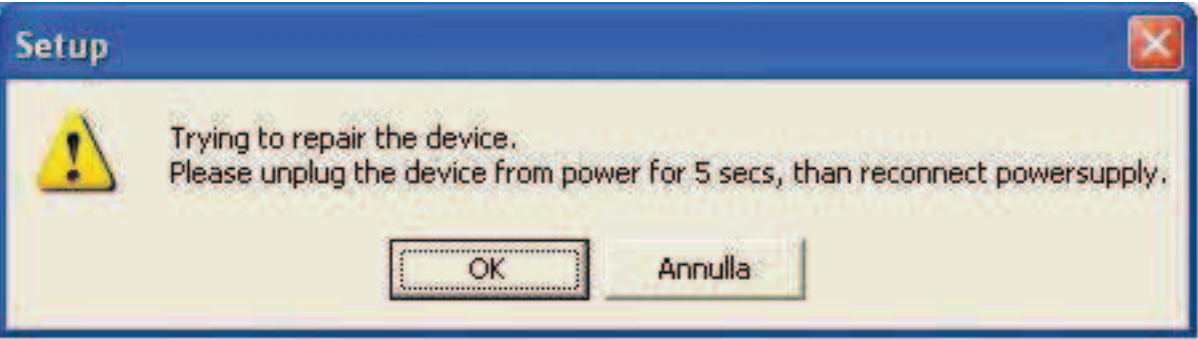 Setup
Trying to repair the device.
Please unplug the device from power for 5 secs, than reconnect powersupply.
OK
Annulla